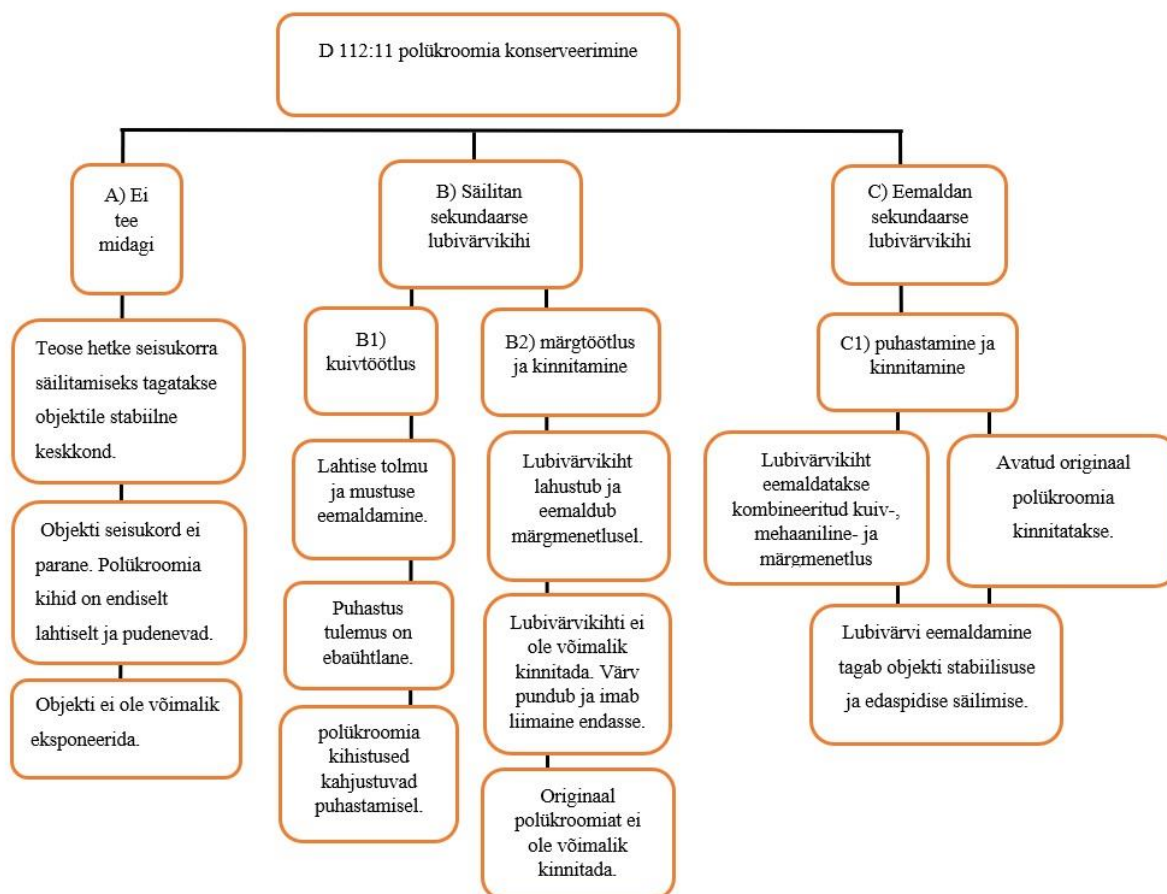 D 112:11 polükroomia konserveerimine
A) Ei
tee
midagi
Teose hetke seisukorra
säilitamiseks tagatakse
objektile stabiilne
keskkond.
Objekti seisukord ei
parane. Polükroomia
kihid on endiselt
lahtiselt ja pudenevad.
Objekti ei ole võimalik
eksponeerida.
B) Säilitan
sekundaarse
lubivärvikihi
B1)
kuivtöötlus
Lahtise tolmu
ja mustuse
eemaldamine.
Puhastus
tulemus on
ebaühtlane.
polükroomia
kihistused
kahjustuvad
puhastamisel.
B2) märgtöötlus
ja kinnitamine
Lubivärvikiht
lahustub ja
eemaldub
märgmenetlusel.
Lubivärvikihti ei
ole võimalik
kinnitada. Värv
pundub ja imab
liimaine endasse.
Originaal
polükroomiat ei
ole võimalik
kinnitada.
C) Eemaldan
sekundaarse
lubivärvikihi
C1) puhastamine ja
kinnitamine
Lubivärvikiht
eemaldatakse
kombineeritud kuiv-,
mehaaniline- ja
märgmenetlus
Avatud originaal
polükroomia
kinnitatakse.
Lubivärvi eemaldamine
tagab objekti stabiilisuse
ja edaspidise säilimise.